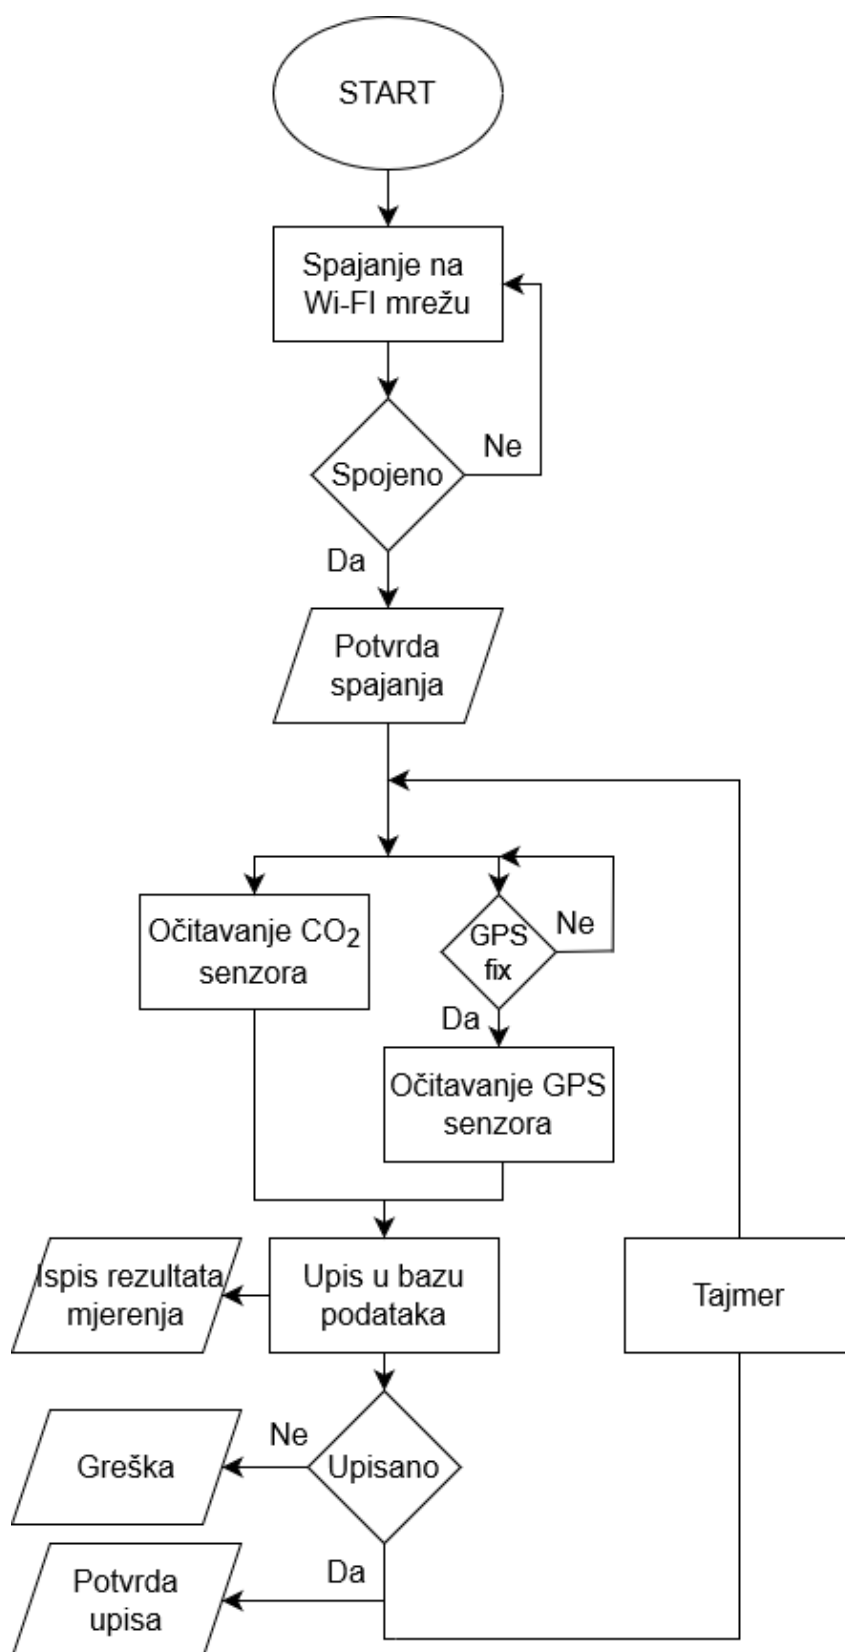 START
Spajanje na
Wi-FI mrežu
Ne
Spojeno
Da
Potvrda
spajanja
Očitavanje CO₂
senzora
GPS
fix
Ne
Da
Očitavanje GPS
senzora
Ispis rezultata
mjerenja
Upis u bazu
podataka
Tajmer
Ne
Greška
Upisano
Da
Potvrda
upisa